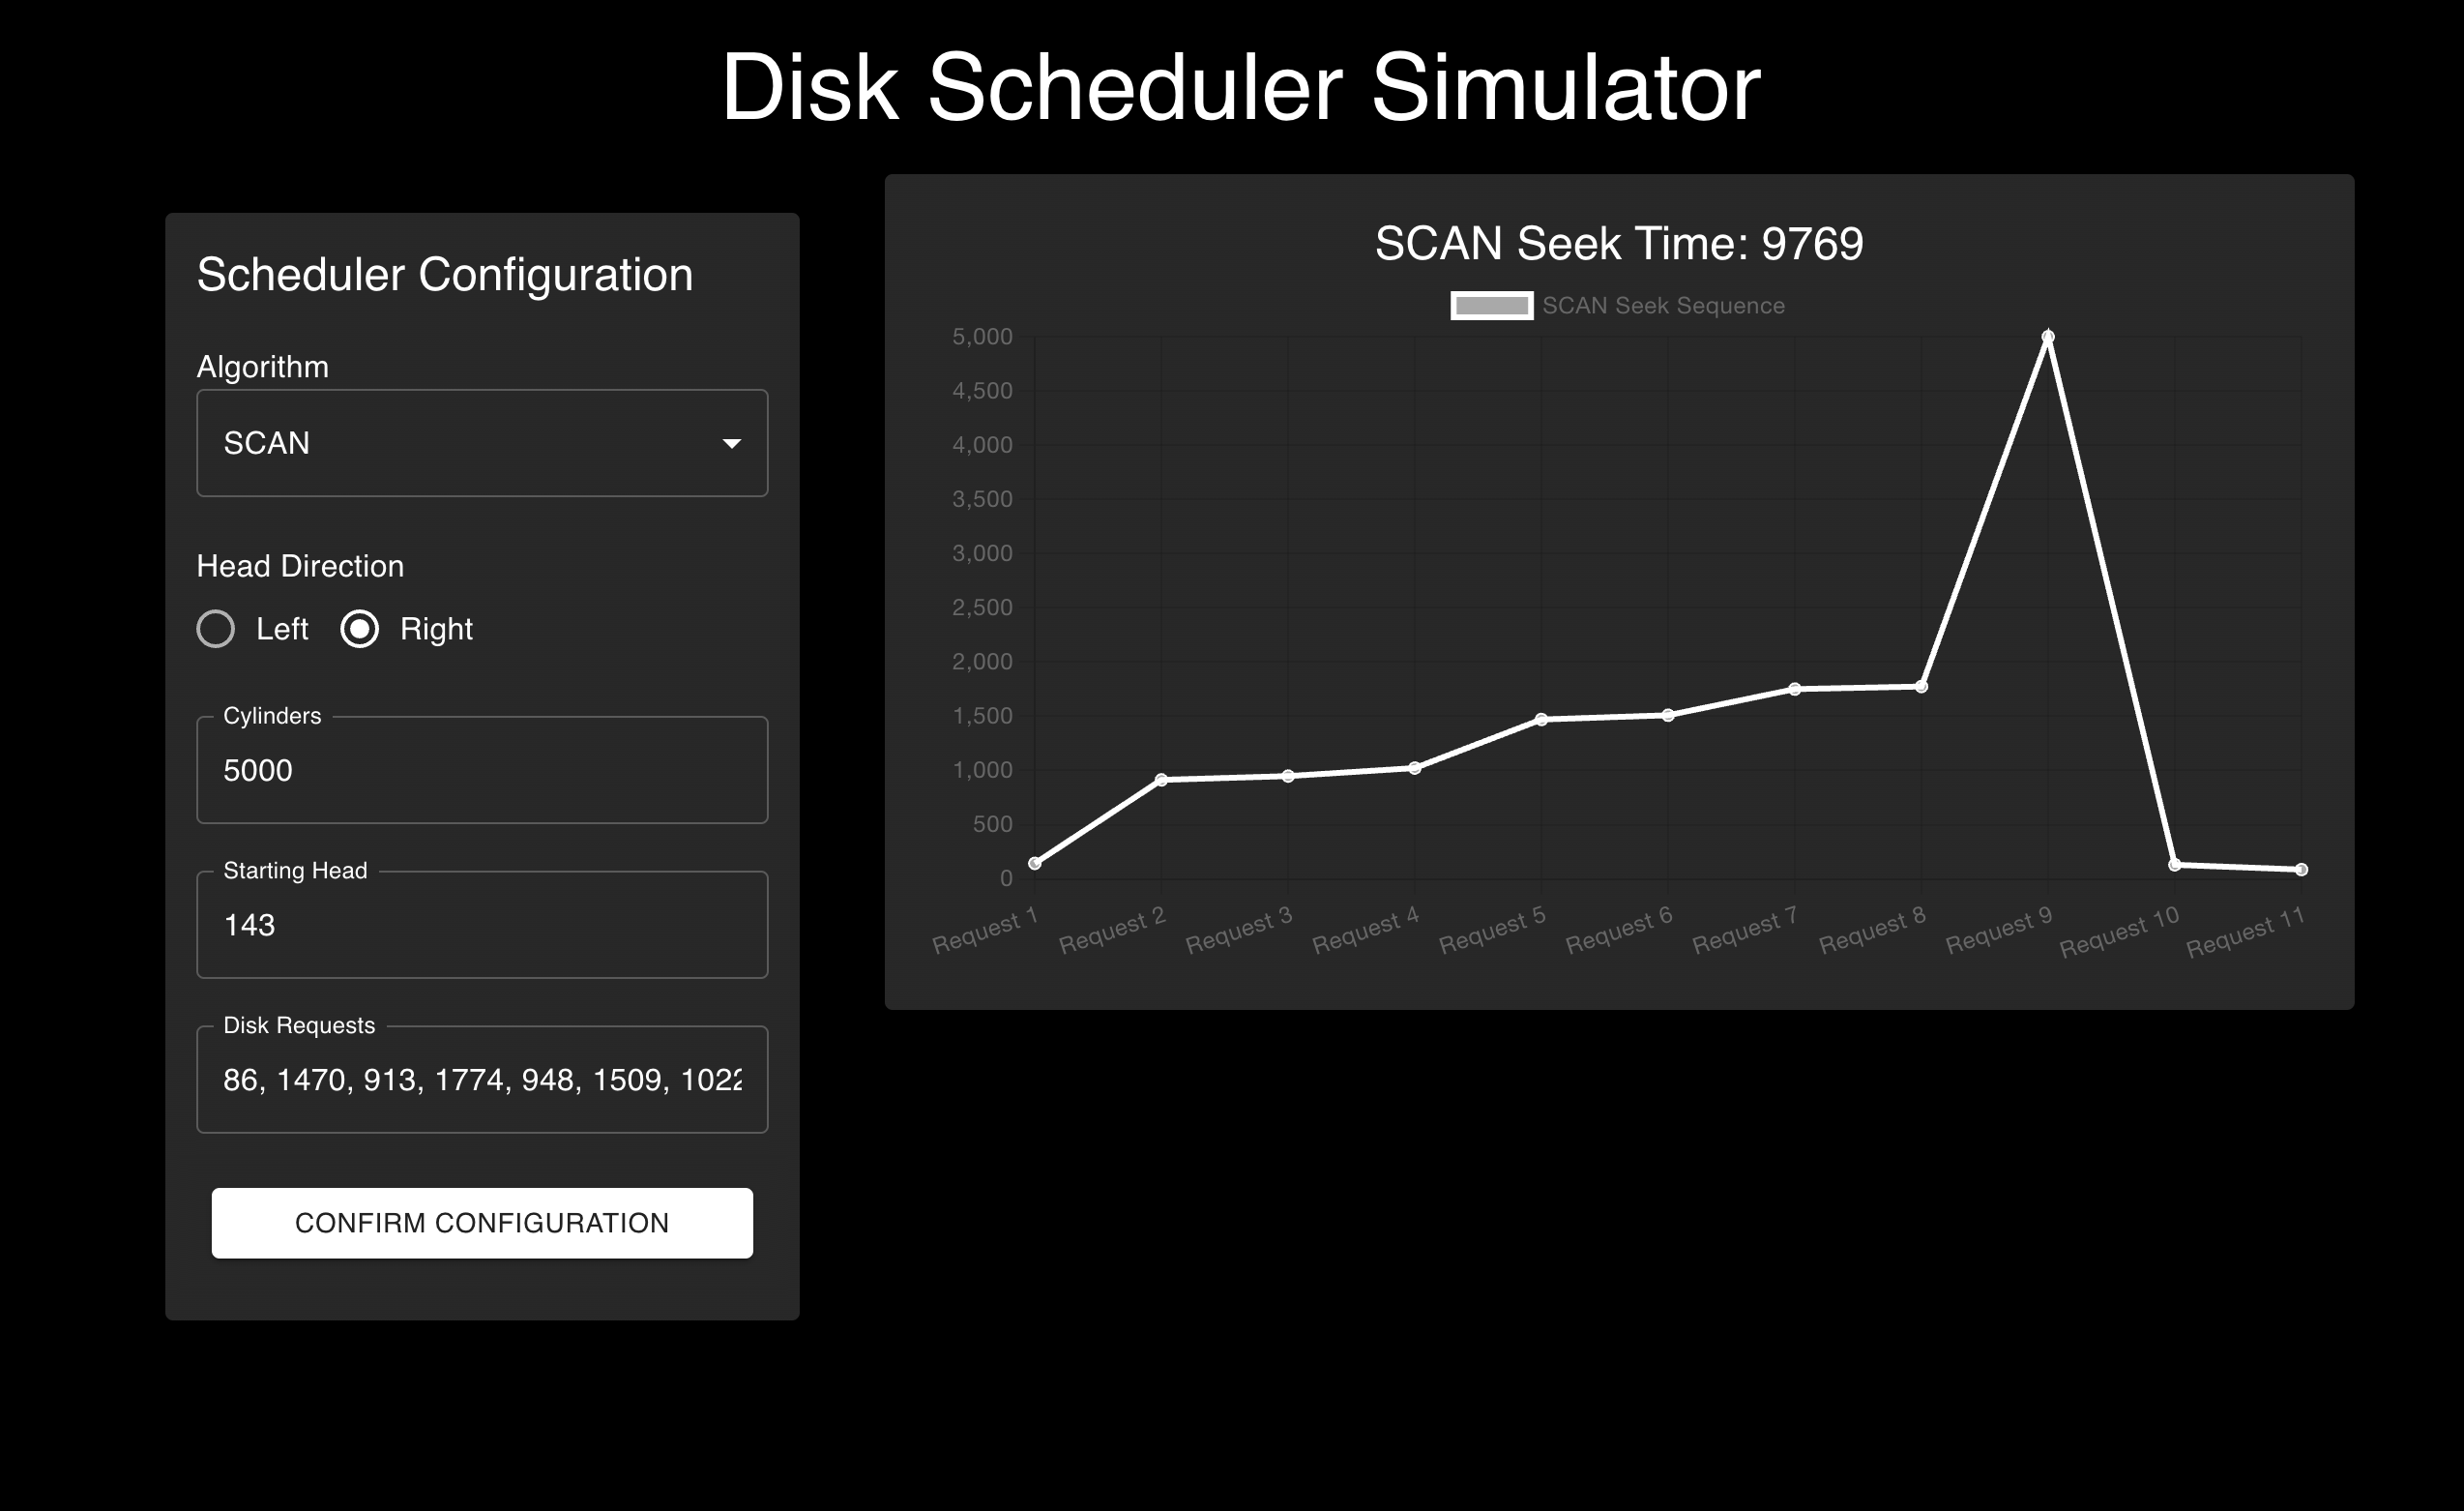 Disk Scheduler Simulator
Scheduler Configuration
Algorithm
SCAN
Head Direction
Left Right
Cylinders
5000
Starting Head
143
Disk Requests
86, 1470, 913, 1774, 948, 1509, 1022
CONFIRM CONFIGURATION
SCAN Seek Time: 9769
SCAN Seek Sequence
5,000
4,500
4,000
3,500
3,000
2,500
2,000
1,500
1,000
500
0
Request 1 Request 2 Request 3 Request 4 Request 5 Request 6 Request 7 Request 8 Request 9 Request 10 Request 11